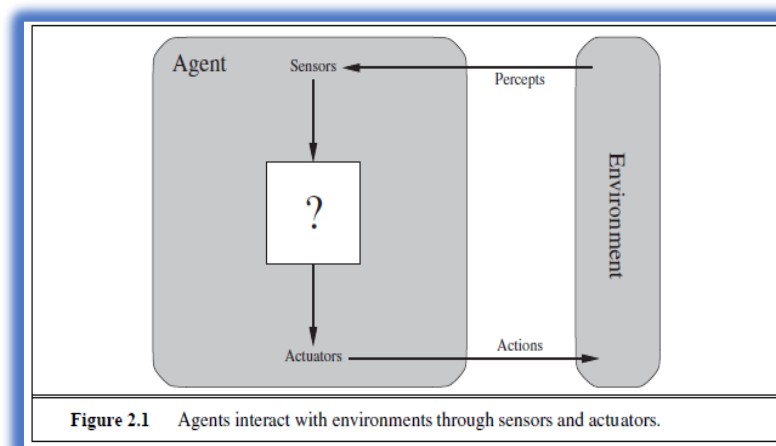 Agent
Sensors
Percepts
?
Environment
Actuators
Actions
Figure 2.1 Agents interact with environments through sensors and actuators.